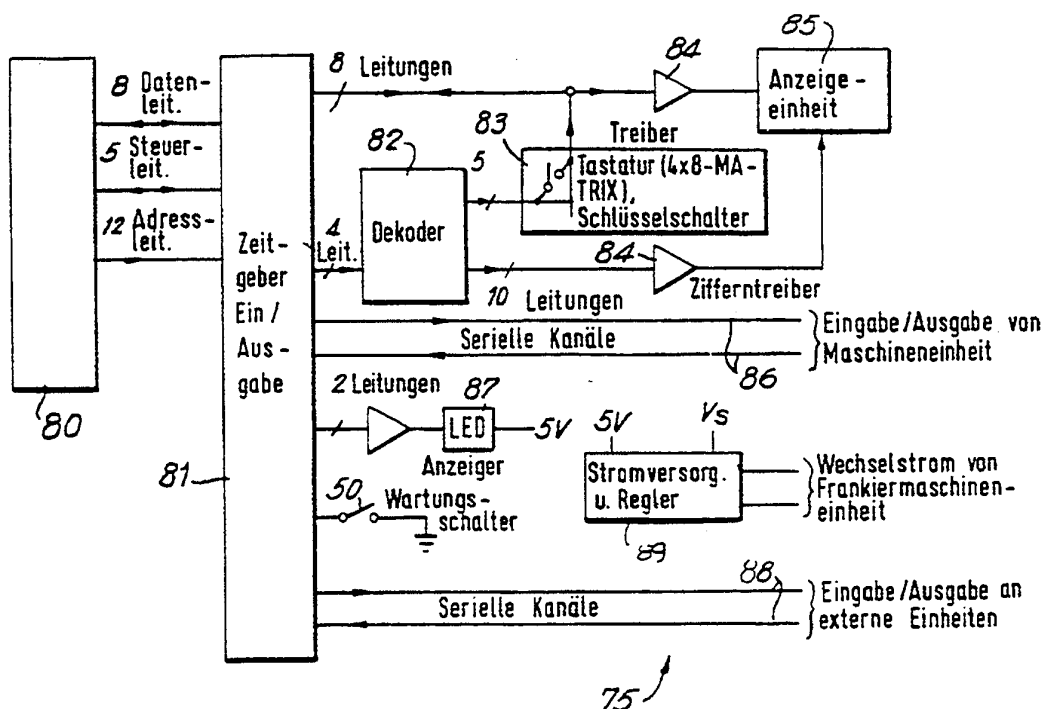 8 Daten-
leit.
5 Steuer-
leit.
12 Adress-
leit.
80
Zeit-
geber
Ein /
Aus-
gabe
81
8 Leitungen
4
Leit.
82
Dekoder
5
10
Leitungen
83
Treiber
Tastatur (4x8-MA-
TRIX),
Schlüsselschalter
84
85
Anzeige-
einheit
84
Zifferntreiber
Serielle Kanäle
86
Eingabe/Ausgabe von
Maschineneinheit
2 Leitungen
87
LED
5V
Anzeiger
50
Wartungs-
schalter
5V
Vs
Stromversorg.
u. Regler
89
Wechselstrom von
Frankiermaschinen-
einheit
Serielle Kanäle
88
Eingabe/Ausgabe an
externe Einheiten
75